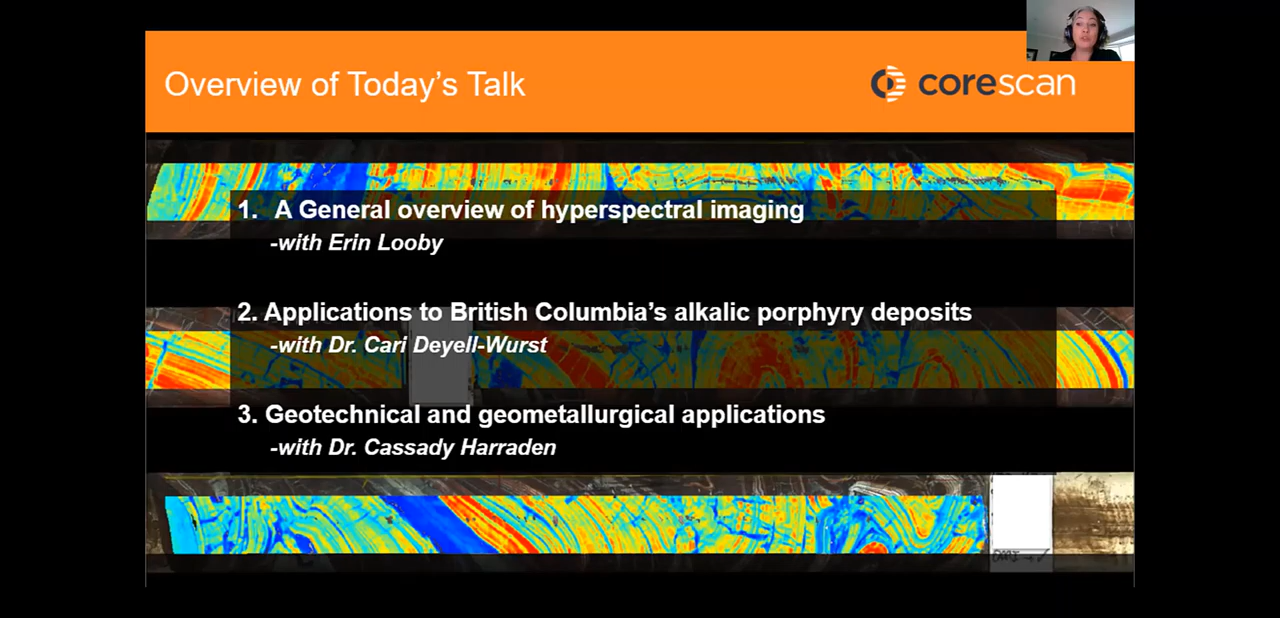 Overview of Today's Talk
corescan
1. A General overview of hyperspectral imaging
-with Erin Looby
2. Applications to British Columbia's alkalic porphyry deposits
-with Dr. Cari Deyell-Wurst
3. Geotechnical and geometallurgical applications
-with Dr. Cassady Harraden